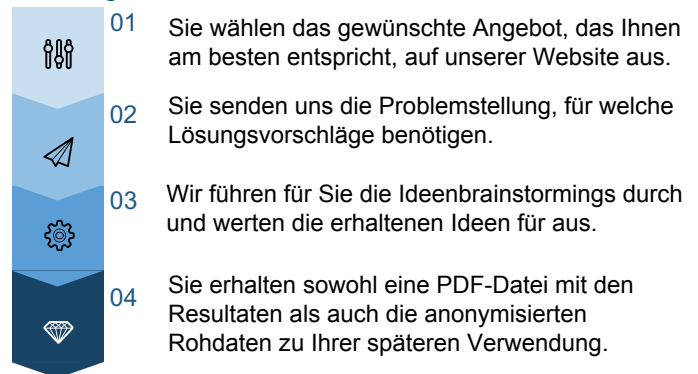 01
Sie wählen das gewünschte Angebot, das Ihnen
am besten entspricht, auf unserer Website aus.
02
Sie senden uns die Problemstellung, für welche
Lösungsvorschläge benötigen.
03
Wir führen für Sie die Ideenbrainstormings durch
und werten die erhaltenen Ideen für aus.
04
Sie erhalten sowohl eine PDF-Datei mit den
Resultaten als auch die anonymisierten
Rohdaten zu Ihrer späteren Verwendung.